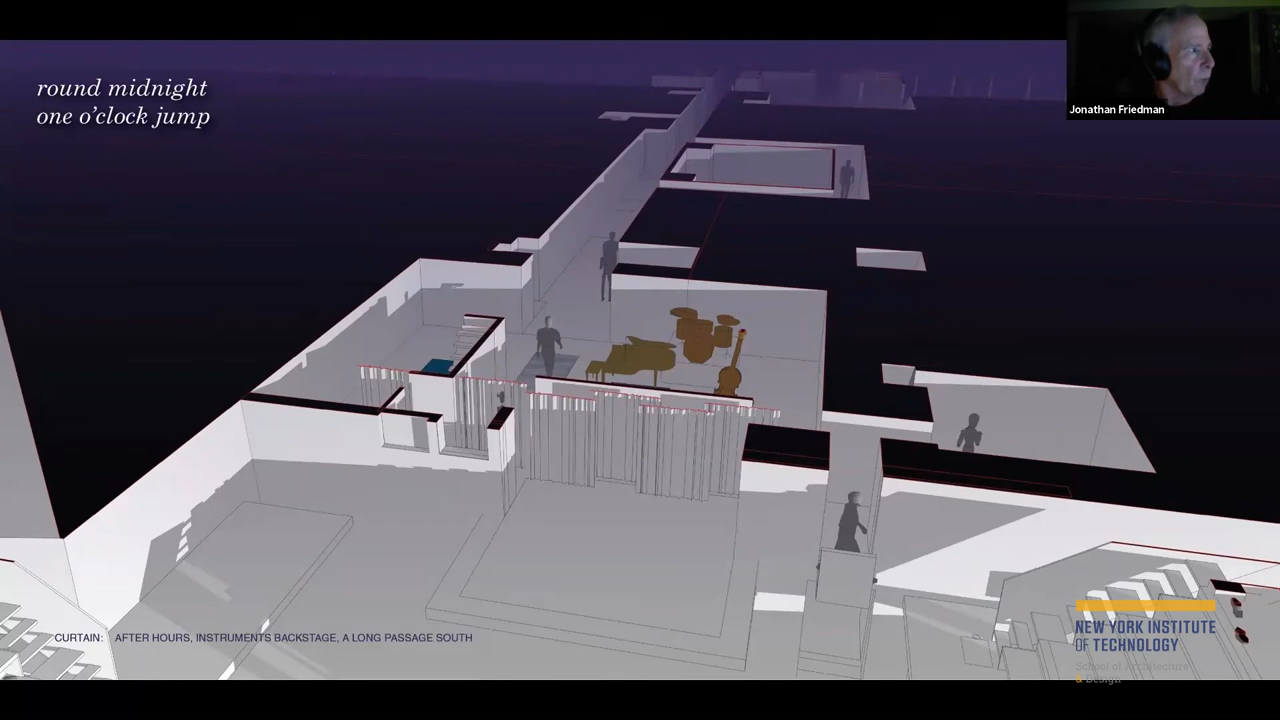 round midnight
one o'clock jump
Jonathan Friedman
CURTAIN: AFTER HOURS, INSTRUMENTS BACKSTAGE, A LONG PASSAGE SOUTH
NEW YORK INSTITUTE
OF TECHNOLOGY
School of Architecture
& Design